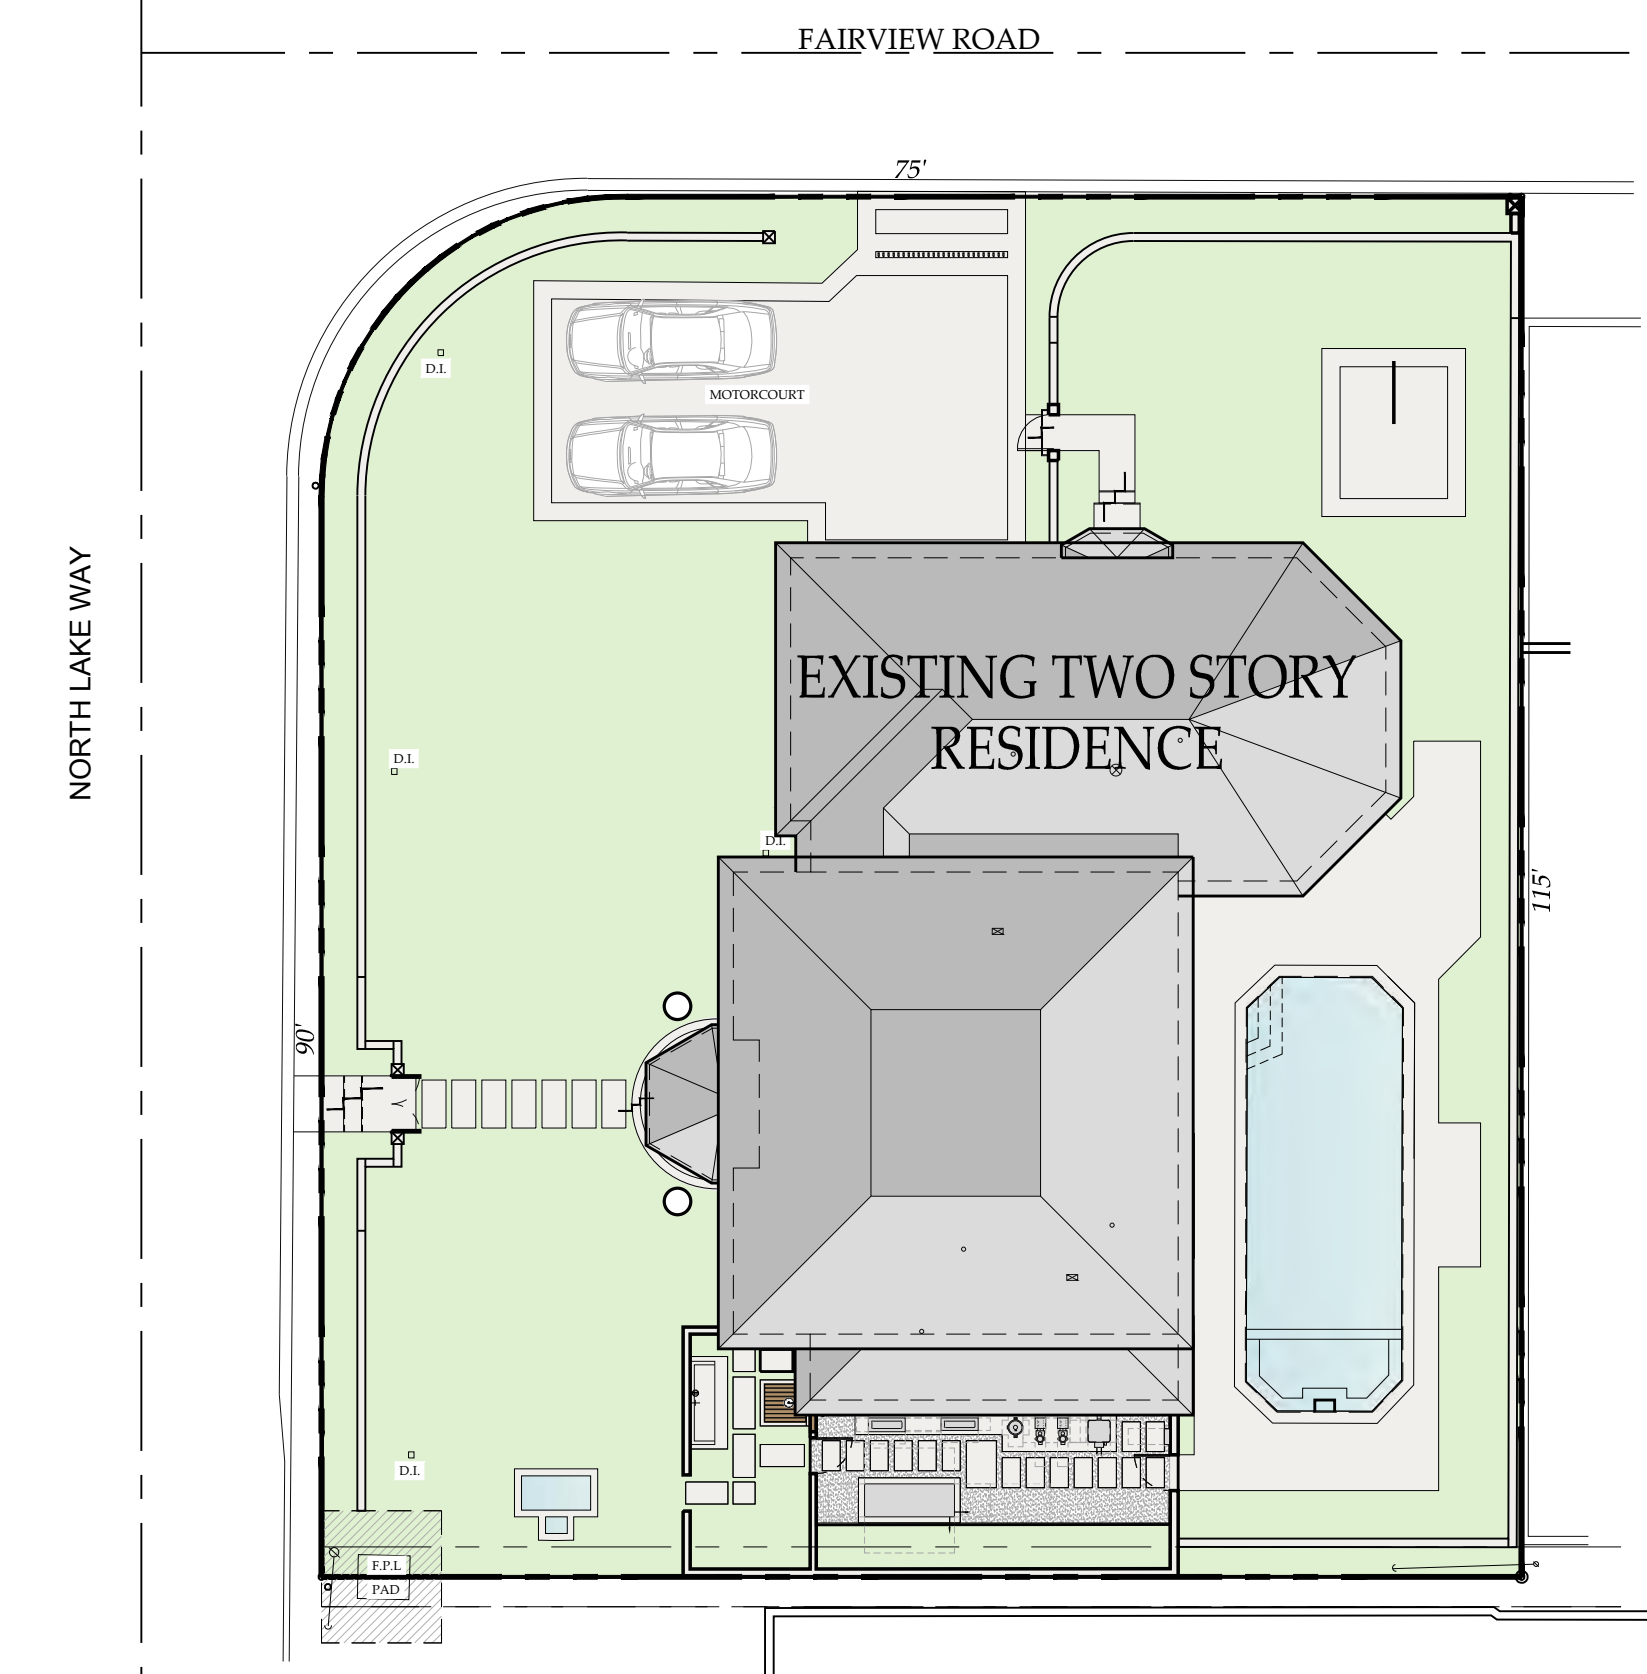 FAIRVIEW ROAD
75'
D.I.
MOTORCOURT
NORTH LAKE WAY
EXISTING TWO STORY
RESIDENCE
D.I.
D.I.
115'
90'
D.I.
F.P.L
PAD